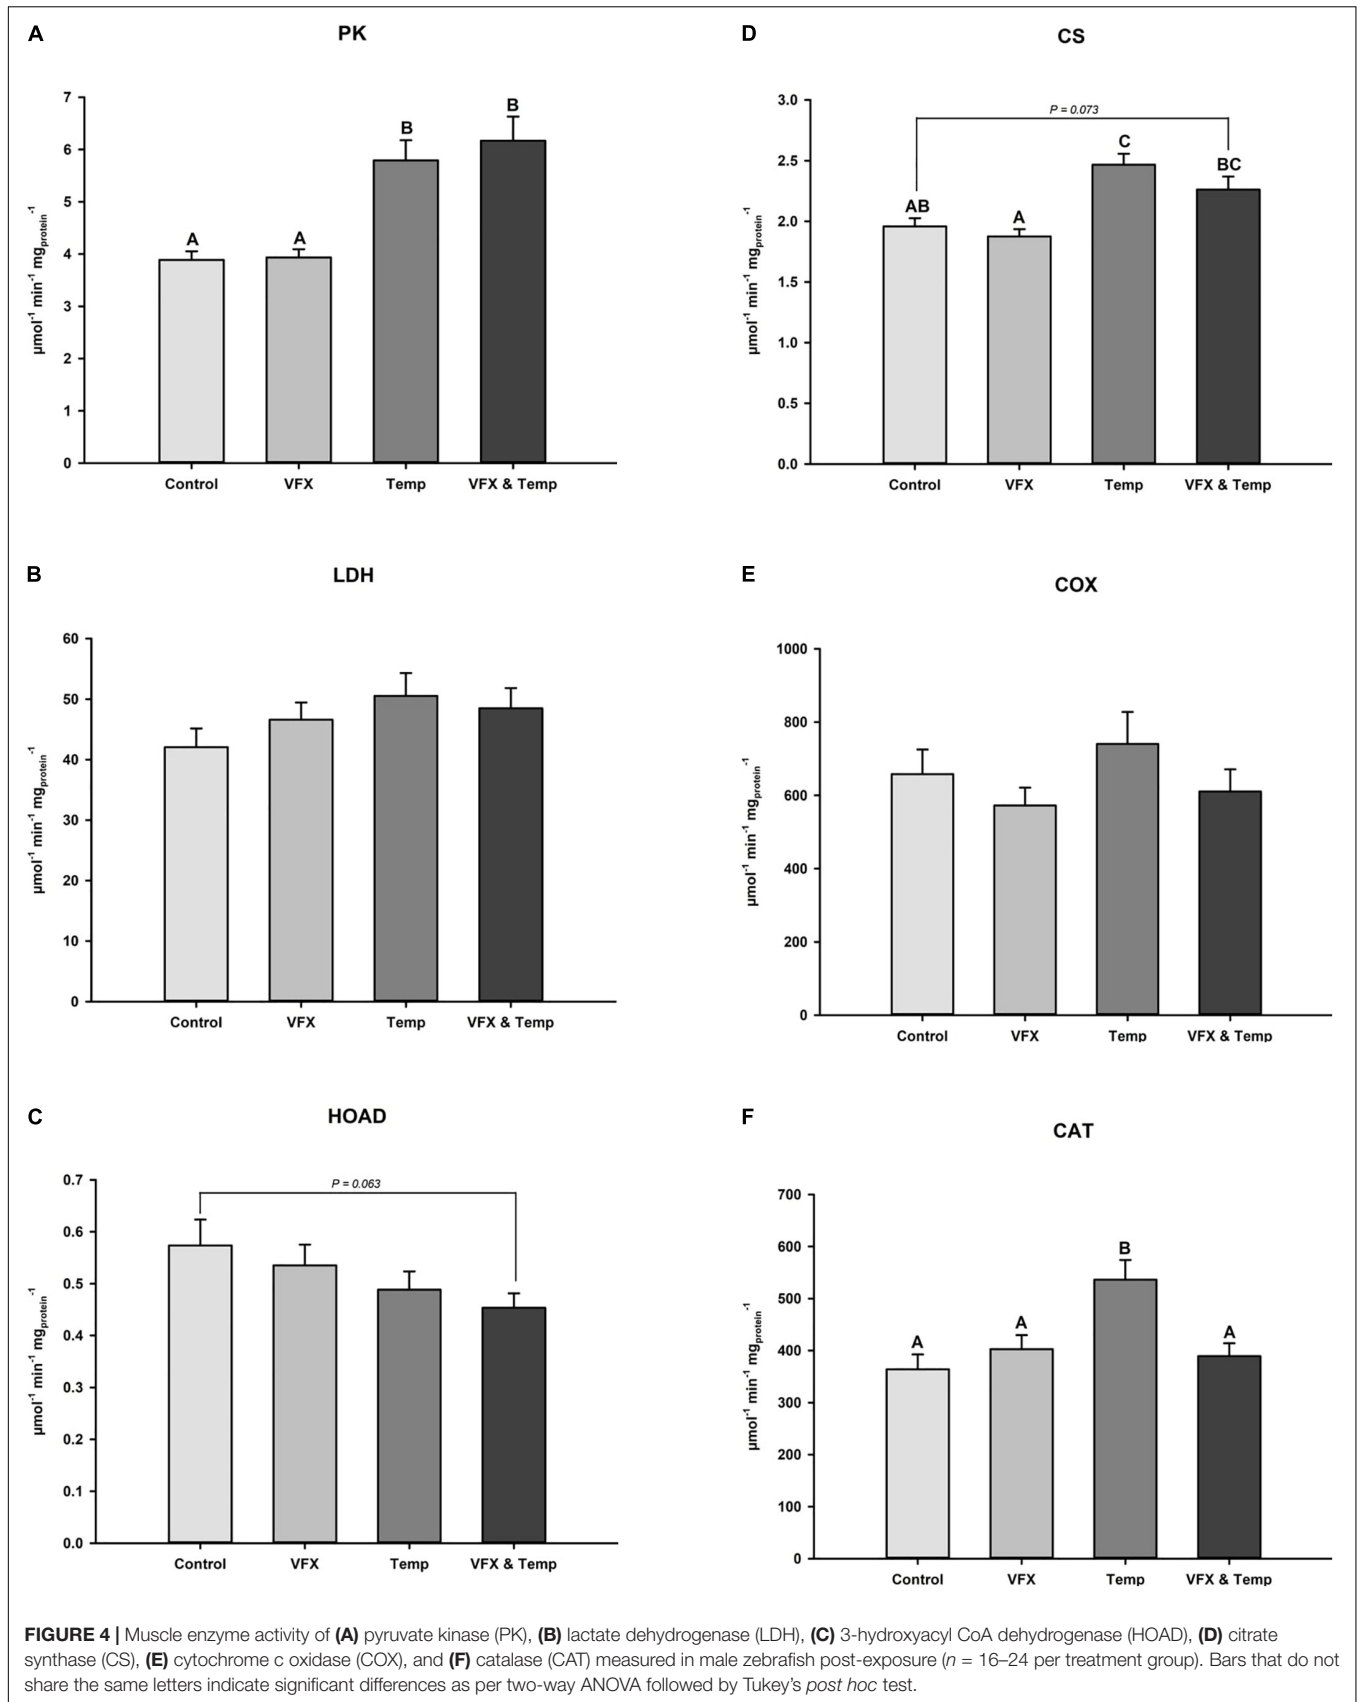 A
PK
7
6
5
4
3
2
1
0
µmol⁻¹ min⁻¹ mgprotein⁻¹
A
A
B
B
Control
VFX
Temp
VFX & Temp
B
LDH
60
50
40
30
20
10
0
µmol⁻¹ min⁻¹ mgprotein⁻¹
Control
VFX
Temp
VFX & Temp
C
HOAD
0.7
0.6
0.5
0.4
0.3
0.2
0.1
0.0
µmol⁻¹ min⁻¹ mgprotein⁻¹
P = 0.063
Control
VFX
Temp
VFX & Temp
D
CS
3.0
2.5
2.0
1.5
1.0
0.5
0.0
µmol⁻¹ min⁻¹ mgprotein⁻¹
P = 0.073
AB
A
C
BC
Control
VFX
Temp
VFX & Temp
E
COX
1000
800
600
400
200
0
µmol⁻¹ min⁻¹ mgprotein⁻¹
Control
VFX
Temp
VFX & Temp
F
CAT
700
600
500
400
300
200
100
0
µmol⁻¹ min⁻¹ mgprotein⁻¹
A
A
B
A
Control
VFX
Temp
VFX & Temp
FIGURE 4 | Muscle enzyme activity of (A) pyruvate kinase (PK), (B) lactate dehydrogenase (LDH), (C) 3-hydroxyacyl CoA dehydrogenase (HOAD), (D) citrate
synthase (CS), (E) cytochrome c oxidase (COX), and (F) catalase (CAT) measured in male zebrafish post-exposure (n = 16–24 per treatment group). Bars that do not
share the same letters indicate significant differences as per two-way ANOVA followed by Tukey's post hoc test.